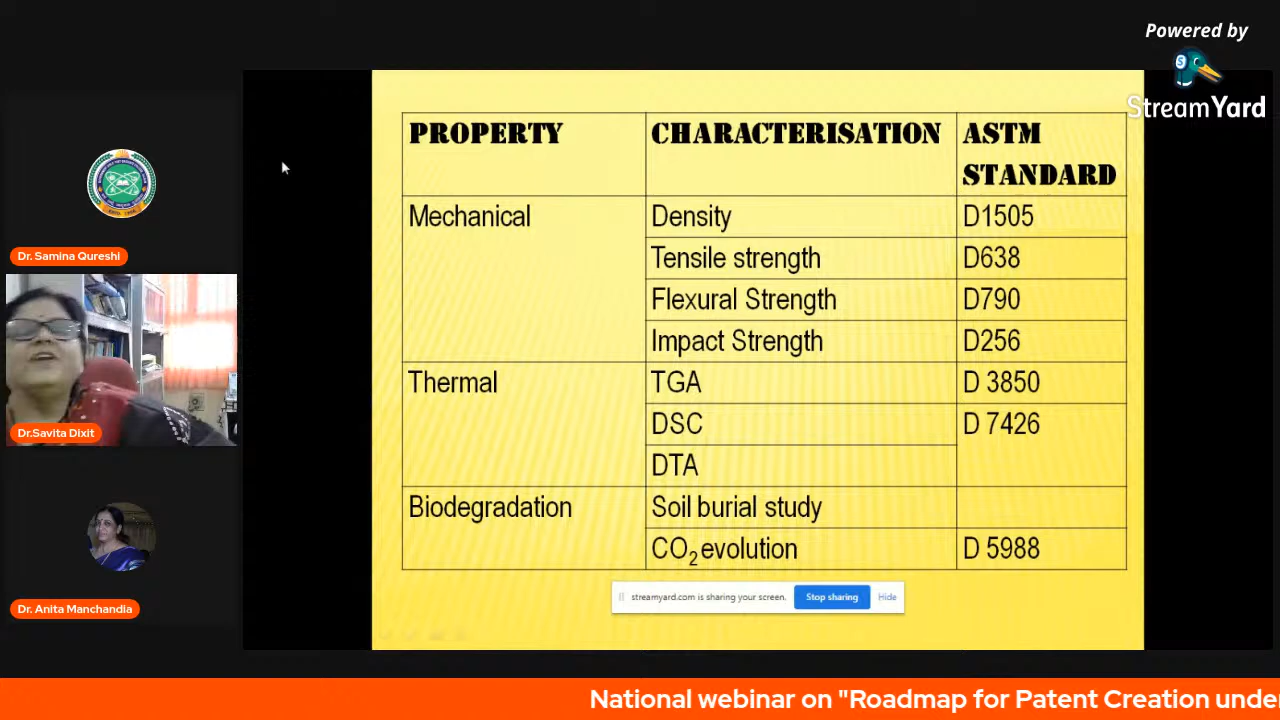 Powered by
StreamYard
PROPERTY CHARACTERISATION ASTM STANDARD
Mechanical Density D1505
Tensile strength D638
Flexural Strength D790
Impact Strength D256
Thermal TGA D 3850
DSC D 7426
DTA
Biodegradation Soil burial study
CO2 evolution D 5988
streamyard.com is sharing your screen. Stop sharing Hide
Dr. Samina Qureshi
Dr.Savita Dixit
Dr. Anita Manchandia
National webinar on "Roadmap for Patent Creation unde